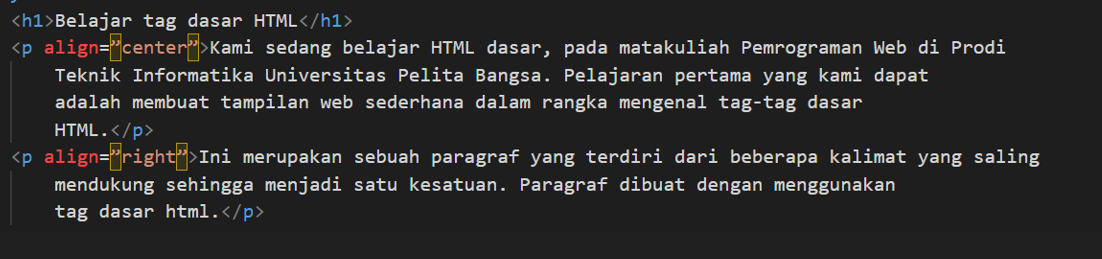 <h1>Belajar tag dasar HTML</h1>
<p align=”center”>Kami sedang belajar HTML dasar, pada matakuliah Pemrograman Web di Prodi
Teknik Informatika Universitas Pelita Bangsa. Pelajaran pertama yang kami dapat
adalah membuat tampilan web sederhana dalam rangka mengenal tag-tag dasar
HTML.</p>
<p align=”right”>Ini merupakan sebuah paragraf yang terdiri dari beberapa kalimat yang saling
mendukung sehingga menjadi satu kesatuan. Paragraf dibuat dengan menggunakan
tag dasar html.</p>